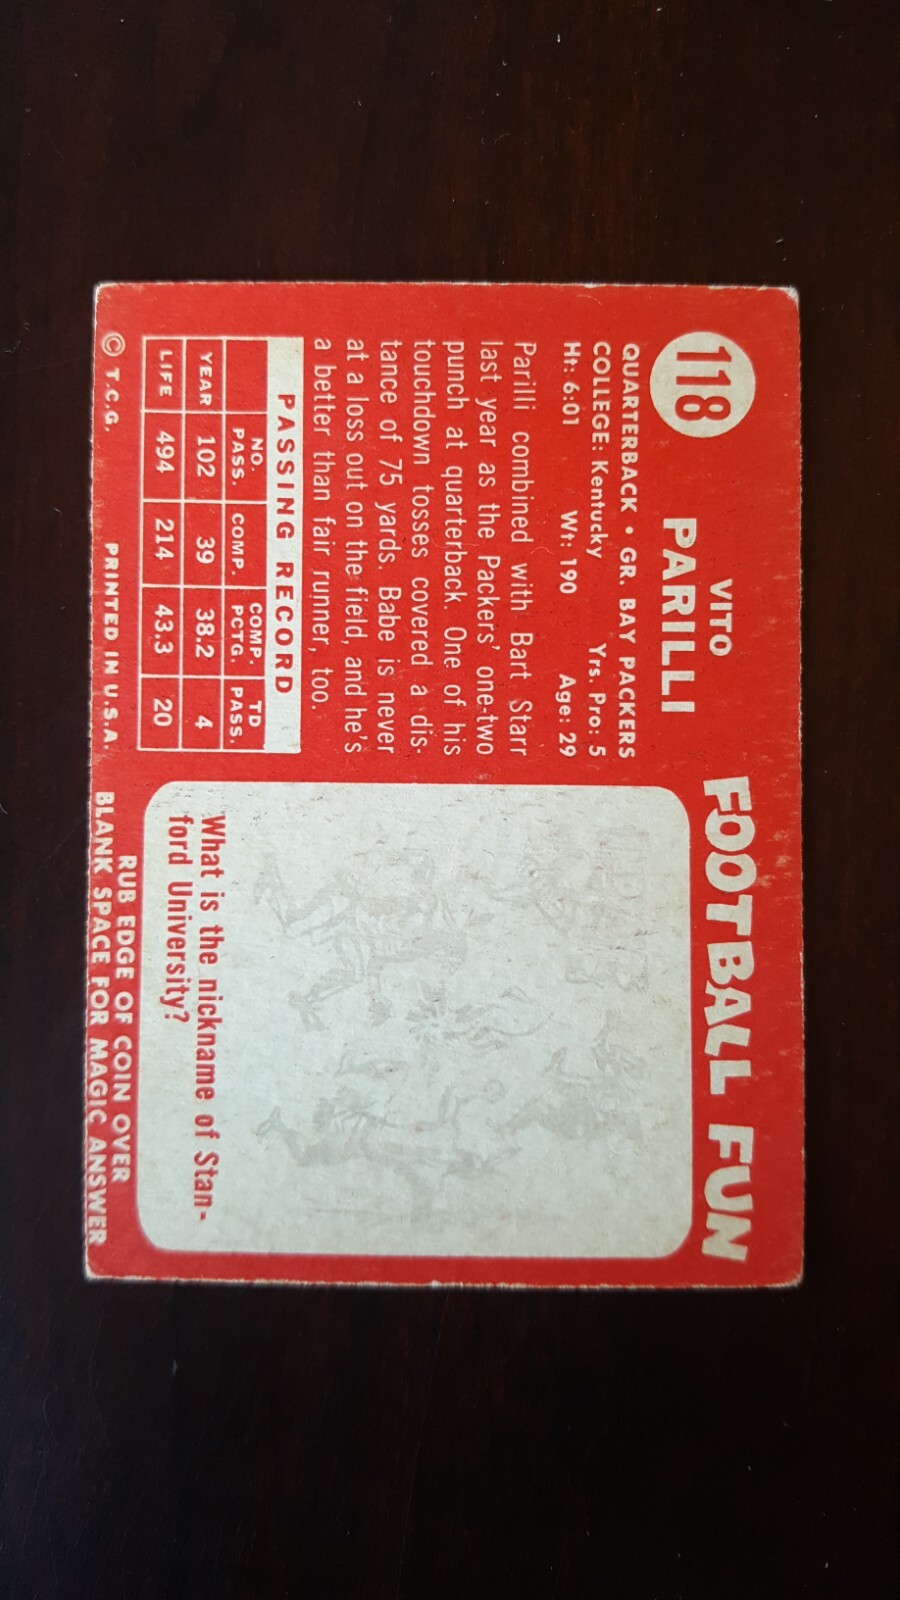 118
VITO
PARILLI
QUARTERBACK • GR. BAY PACKERS
COLLEGE: Kentucky Yrs. Pro: 5
Ht: 6:01 Wt: 190 Age: 29
Parilli combined with Bart Starr
last year as the Packers' one-two
punch at quarterback. One of his
touchdown tosses covered a dis-
tance of 75 yards. Babe is never
at a loss out on the field, and he's
a better than fair runner, too.
PASSING RECORD
NO. PASS. COMP. COMP. PCTG. TD PASS.
YEAR 102 39 38.2 4
LIFE 494 214 43.3 20
© T.C.G. PRINTED IN U.S.A.
FOOTBALL FUN
What is the nickname of Stan-
ford University?
RUB EDGE OF COIN OVER
BLANK SPACE FOR MAGIC ANSWER